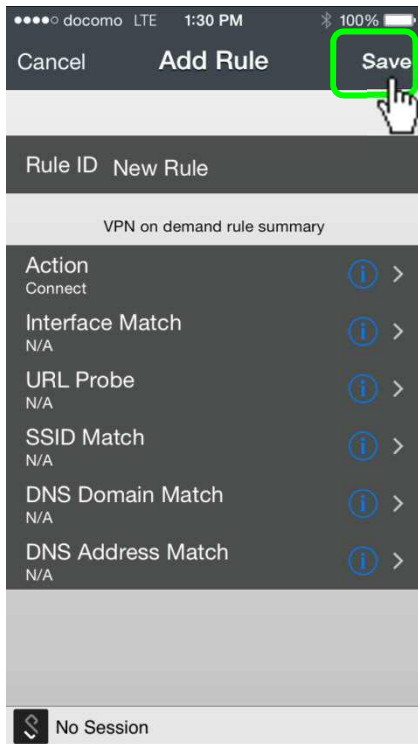 docomo LTE 1:30 PM 100%
Cancel Add Rule Save
Rule ID New Rule
VPN on demand rule summary
Action
Connect
Interface Match
N/A
URL Probe
N/A
SSID Match
N/A
DNS Domain Match
N/A
DNS Address Match
N/A
No Session